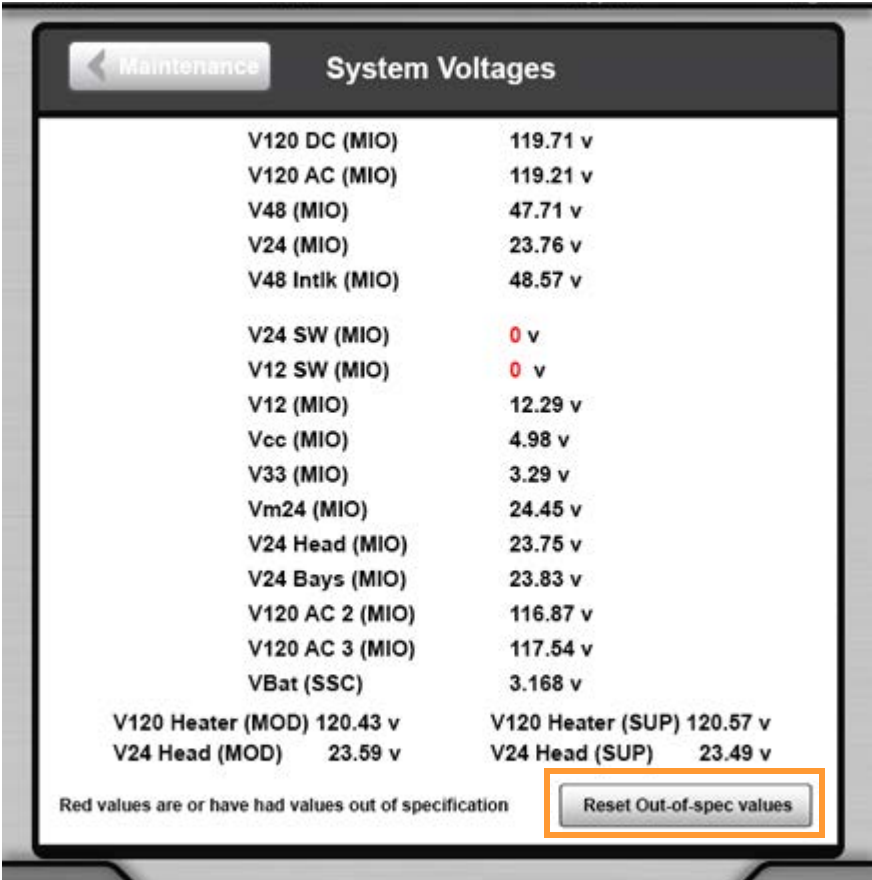 Maintenance
System Voltages
V120 DC (MIO) 119.71 v
V120 AC (MIO) 119.21 v
V48 (MIO) 47.71 v
V24 (MIO) 23.76 v
V48 Intlk (MIO) 48.57 v
V24 SW (MIO) 0 v
V12 SW (MIO) 0 v
V12 (MIO) 12.29 v
Vcc (MIO) 4.98 v
V33 (MIO) 3.29 v
Vm24 (MIO) 24.45 v
V24 Head (MIO) 23.75 v
V24 Bays (MIO) 23.83 v
V120 AC 2 (MIO) 116.87 v
V120 AC 3 (MIO) 117.54 v
VBat (SSC) 3.168 v
V120 Heater (MOD) 120.43 v V120 Heater (SUP) 120.57 v
V24 Head (MOD) 23.59 v V24 Head (SUP) 23.49 v
Red values are or have had values out of specification Reset Out-of-spec values